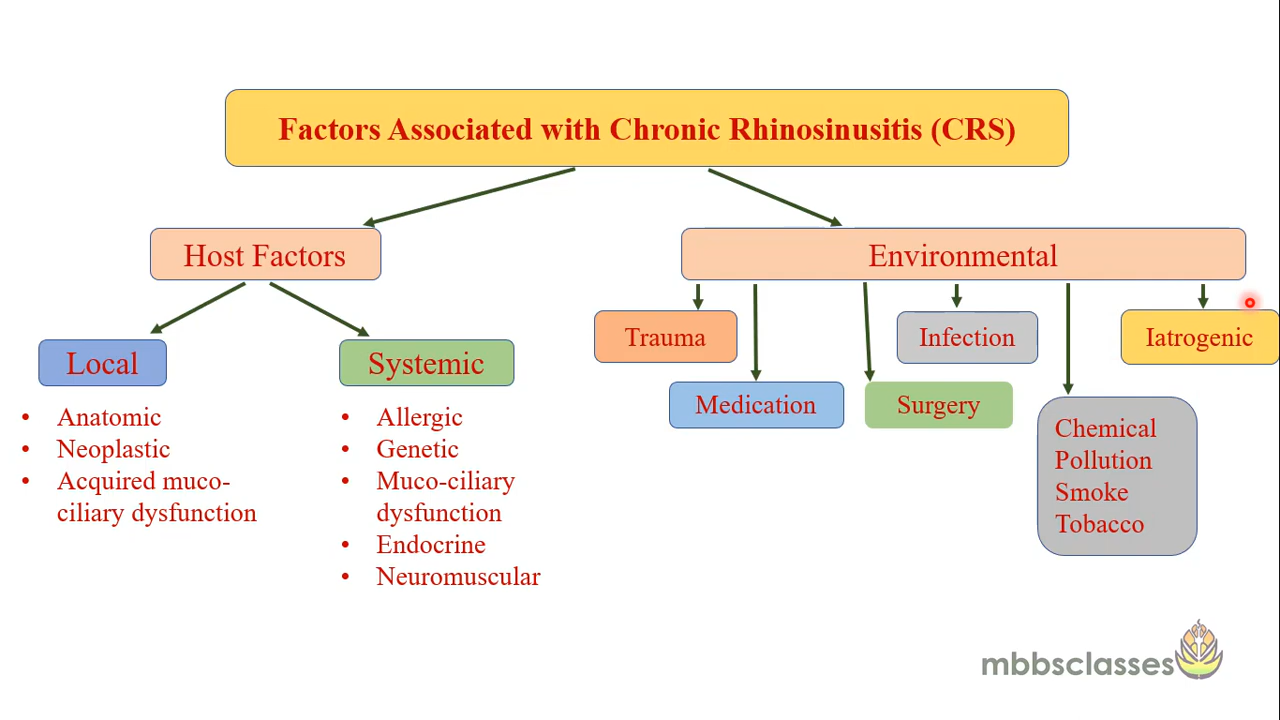 Factors Associated with Chronic Rhinosinusitis (CRS)
Host Factors
Environmental
Local
• Anatomic
• Neoplastic
• Acquired muco-
ciliary dysfunction
Systemic
• Allergic
• Genetic
• Muco-ciliary
dysfunction
• Endocrine
• Neuromuscular
Trauma
Medication
Surgery
Infection
Chemical
Pollution
Smoke
Tobacco
Iatrogenic
mbbsclasses